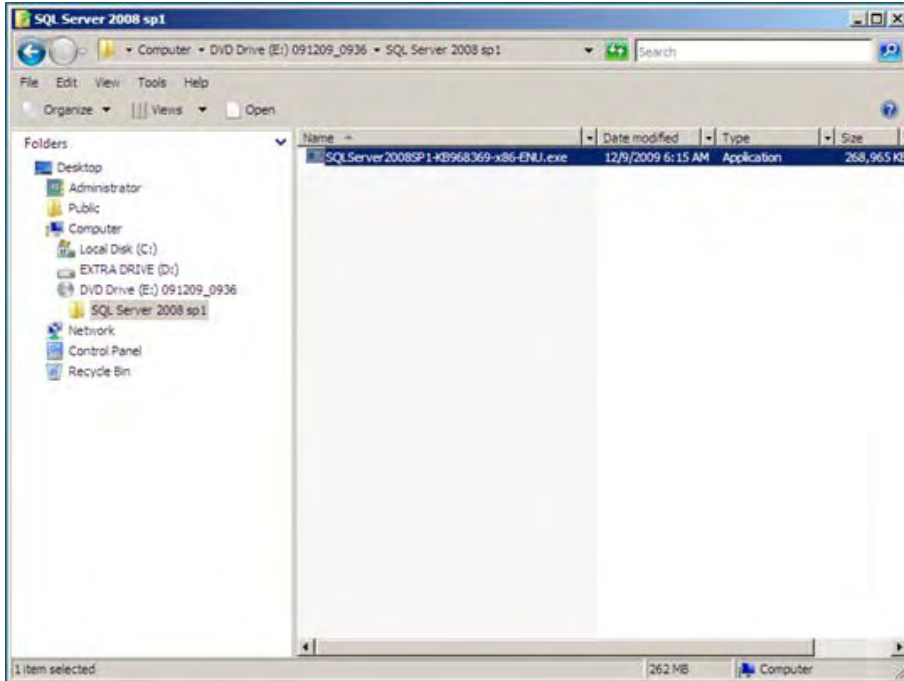 SQL Server 2008 sp1
Computer DVD Drive (E:) 091209_0936 SQL Server 2008 sp1 Search
File Edit View Tools Help
Organize Views Open
Folders
Name Date modified Type Size
SQLServer2008SP1-KB968369-x86-ENU.exe 12/9/2009 6:15 AM Application 268,965 KB
Desktop
Administrator
Public
Computer
Local Disk (C:)
EXTRA DRIVE (D:)
DVD Drive (E:) 091209_0936
SQL Server 2008 sp1
Network
Control Panel
Recycle Bin
1 item selected 262 MB Computer